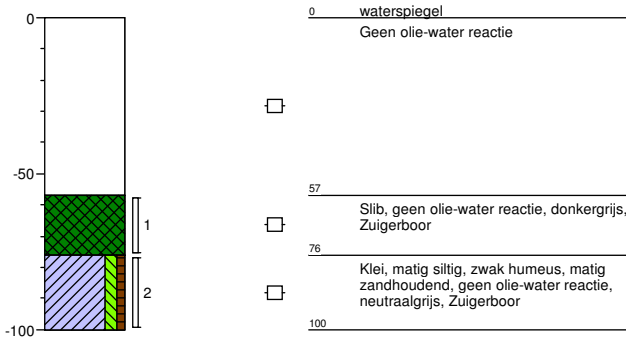 0
0
waterspiegel
Geen olie-water reactie
-50
57
Slib, geen olie-water reactie, donkergrijs,
Zuigerboor
1
76
Klei, matig siltig, zwak humeus, matig
zandhoudend, geen olie-water reactie,
neutraalgrijs, Zuigerboor
2
100
-100